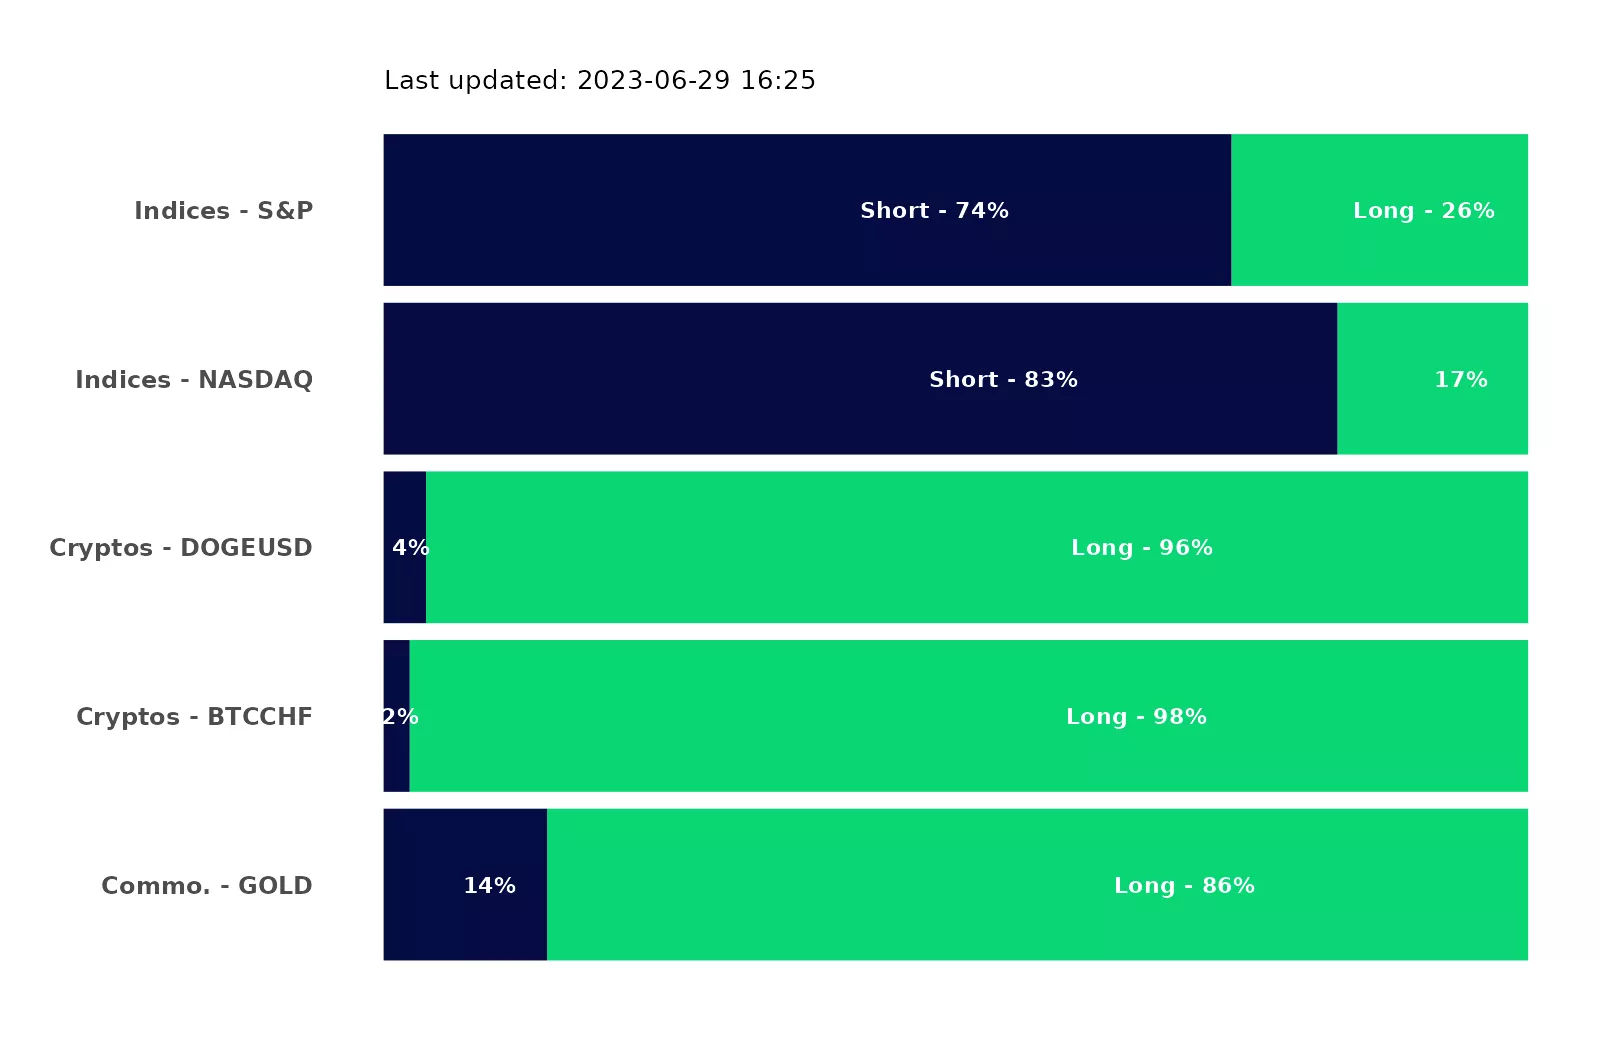 Last updated: 2023-06-29 16:25
Indices - S&P Short - 74% Long - 26%
Indices - NASDAQ Short - 83% 17%
Cryptos - DOGEUSD 4% Long - 96%
Cryptos - BTCCHF 2% Long - 98%
Commo. - GOLD 14% Long - 86%